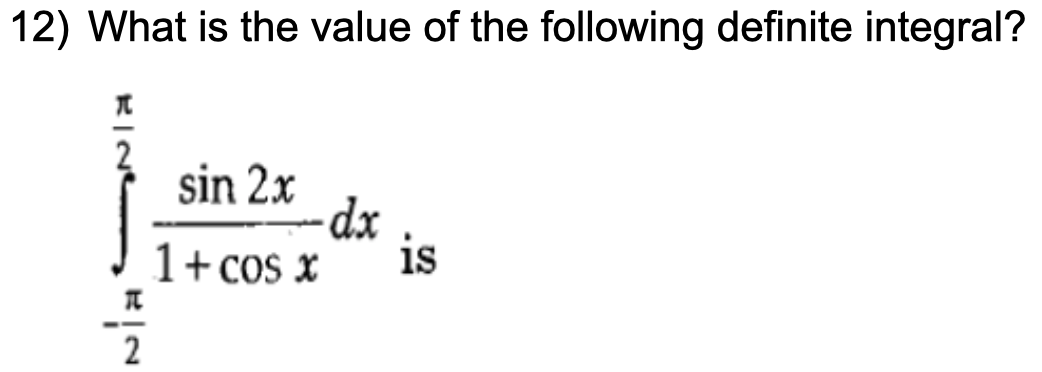 12) What is the value of the following definite integral?
π
2
∫ sin 2x
1 + cos x
dx is
- π
2